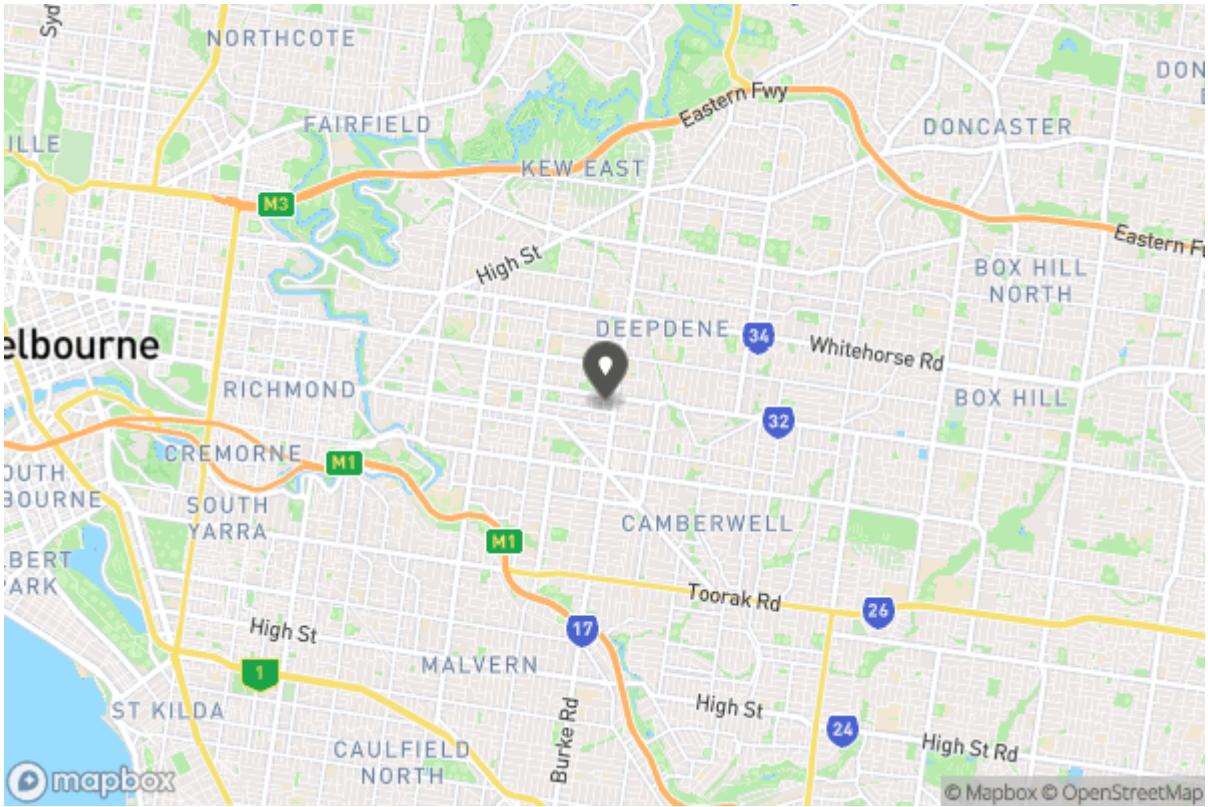 Syd
NORTHCOTE
DON
Eastern Fwy
FAIRFIELD
DONCASTER
ILLE
KEW EAST
M3
Eastern Fw
High St
BOX HILL
NORTH
DEEPDENE
34
elbourne
Whitehorse Rd
RICHMOND
BOX HILL
32
CREMORNE
M1
OUTH
BOURNE
SOUTH
YARRA
CAMBERWELL
M1
LBERT
PARK
Toorak Rd
26
High St
17
MALVERN
1
ST KILDA
High St
Burke Rd
24
High St Rd
CAULFIELD
NORTH
mapbox
© Mapbox © OpenStreetMap